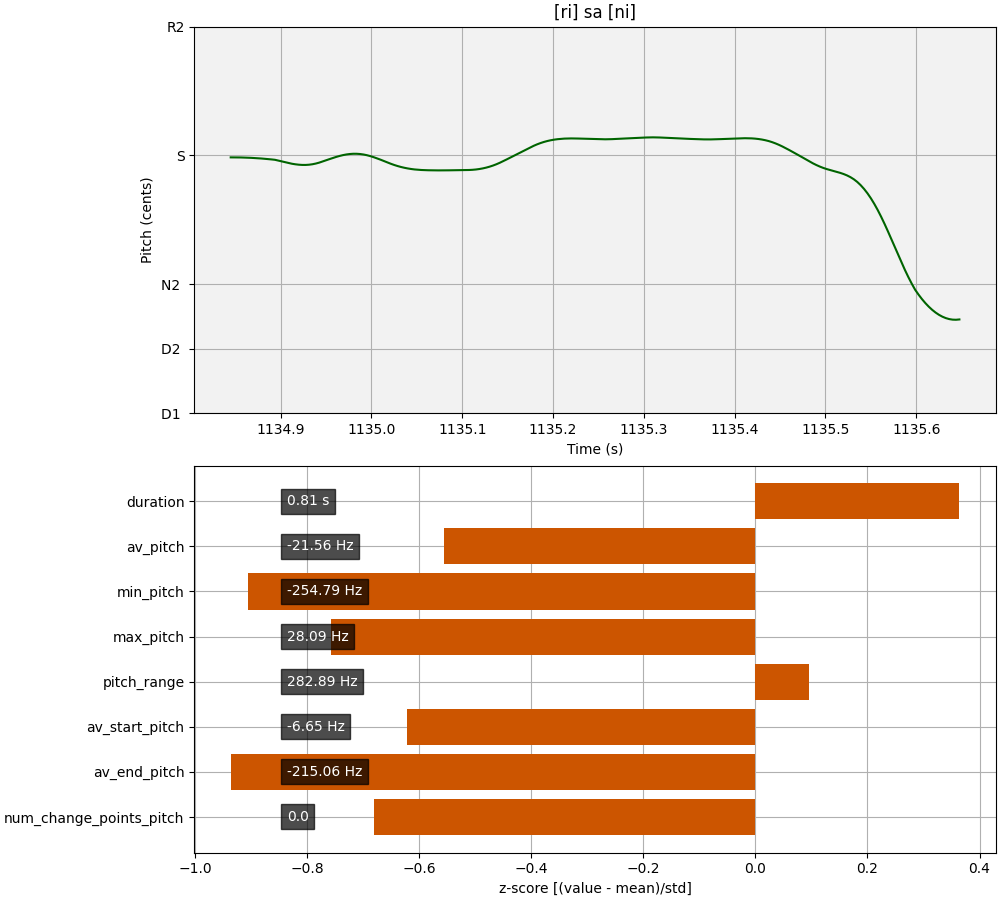 [ri] sa [ni]
R2
S
N2
D2
D1
Pitch (cents)
1134.9 1135.0 1135.1 1135.2 1135.3 1135.4 1135.5 1135.6
Time (s)
duration 0.81 s
av_pitch -21.56 Hz
min_pitch -254.79 Hz
max_pitch 28.09 Hz
pitch_range 282.89 Hz
av_start_pitch -6.65 Hz
av_end_pitch -215.06 Hz
num_change_points_pitch 0.0
−1.0 −0.8 −0.6 −0.4 −0.2 0.0 0.2 0.4
z-score [(value - mean)/std]